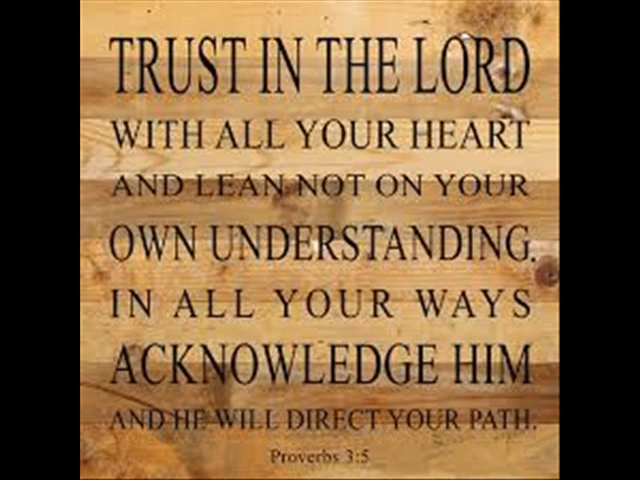 TRUST IN THE LORD
WITH ALL YOUR HEART
AND LEAN NOT ON YOUR
OWN UNDERSTANDING.
IN ALL YOUR WAYS
ACKNOWLEDGE HIM
AND HE WILL DIRECT YOUR PATH.
Proverbs 3:5